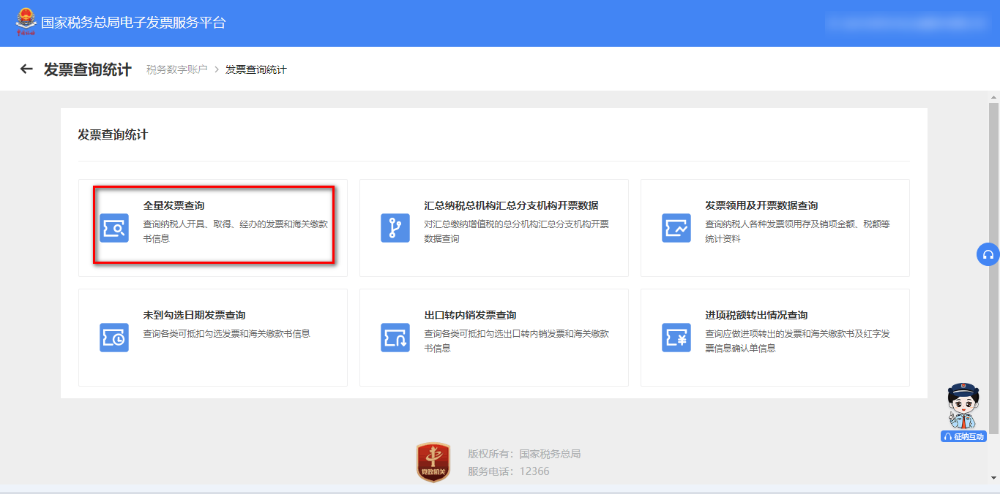 国家税务总局电子发票服务平台
发票查询统计 税务数字账户 > 发票查询统计
发票查询统计
全量发票查询
查询纳税人开具、取得、经办的发票和海关缴款
书信息
汇总纳税总机构汇总分支机构开票数据
对汇总缴纳增值税的总分机构汇总分支机构开票
数据查询
发票领用及开票数据查询
查询纳税人各种发票领用存及销项金额、税额等
统计资料
未到勾选日期发票查询
查询各类可抵扣勾选发票和海关缴款书信息
出口转内销发票查询
查询各类可抵扣勾选出口转内销发票和海关缴款
书信息
进项税额转出情况查询
查询应做进项转出的发票和海关缴款书及红字发
票信息确认单信息
征纳互动
党政机关
版权所有：国家税务总局
服务电话：12366